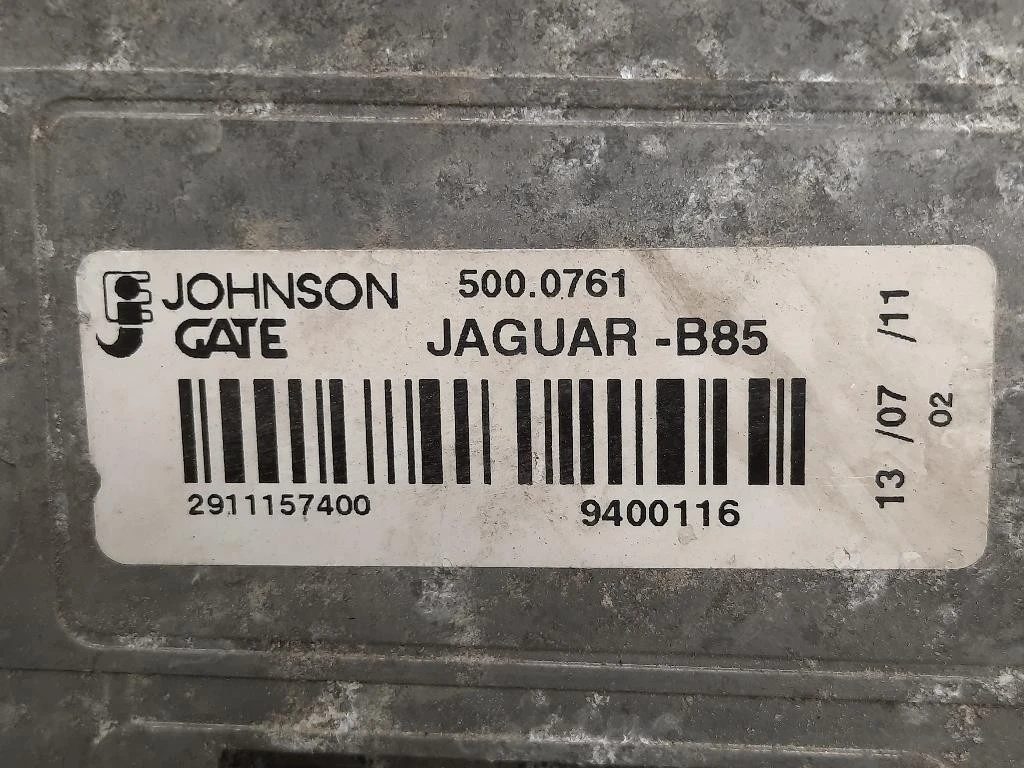 JOHNSON
GATE
500.0761
JAGUAR -B85
2911157400
9400116
13 /07 /11
02